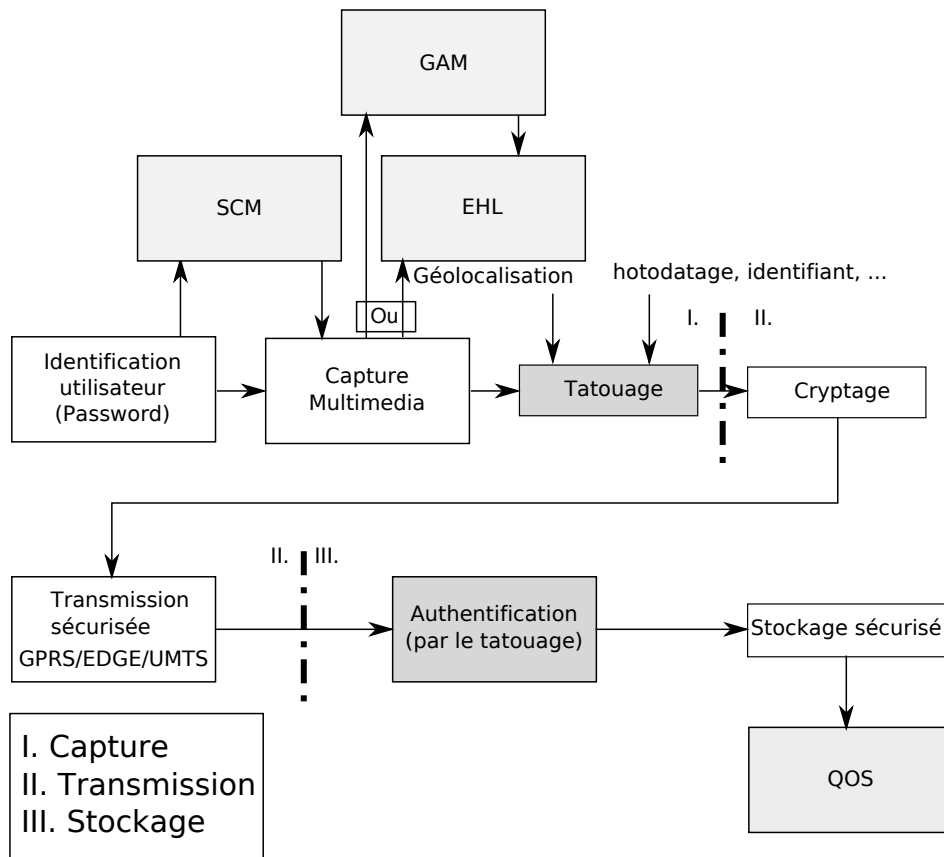 GAM
SCM
EHL
Géolocalisation
hotodatage, identifiant, ...
Ou
I.
II.
Identification
utilisateur
(Password)
Capture
Multimedia
Tatouage
Cryptage
II.
III.
Transmission
sécurisée
GPRS/EDGE/UMTS
Authentification
(par le tatouage)
Stockage sécurisé
I. Capture
II. Transmission
III. Stockage
QOS